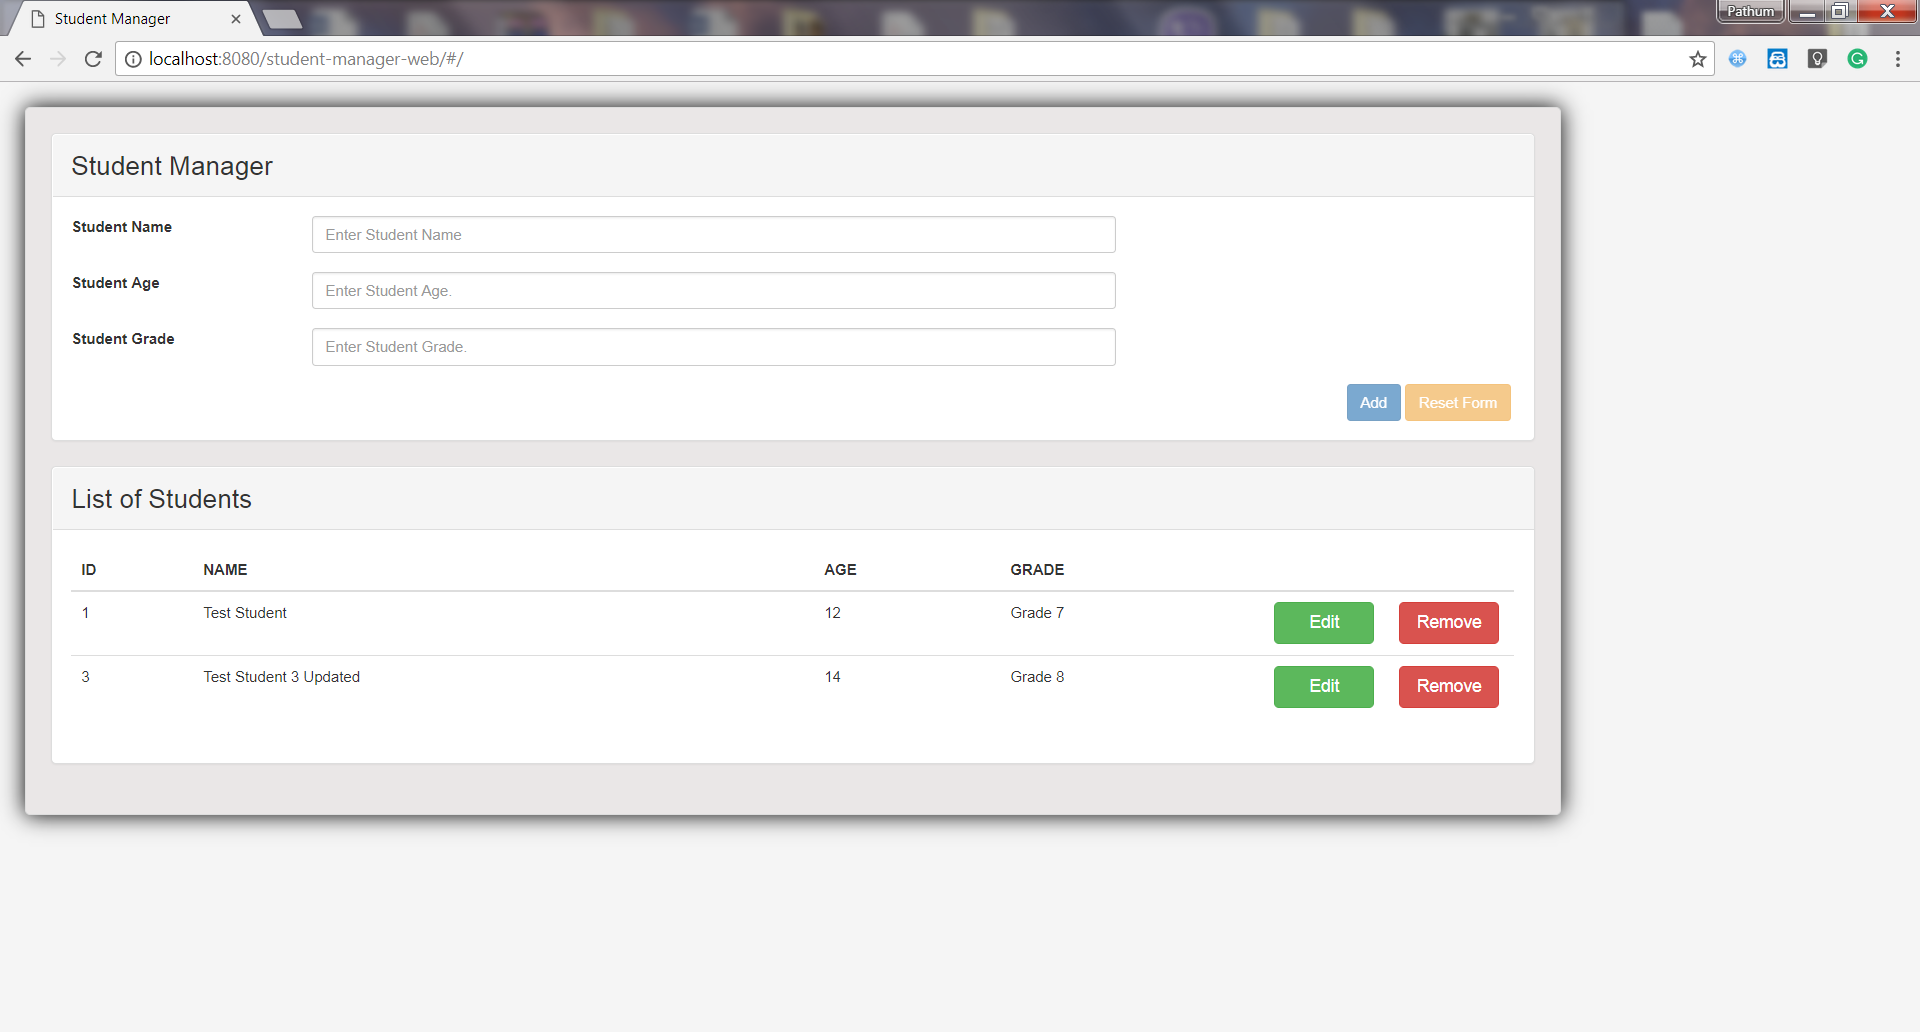 Student Manager
Pathum
localhost:8080/student-manager-web/#/
Student Manager
Student Name
Enter Student Name
Student Age
Enter Student Age.
Student Grade
Enter Student Grade.
Add Reset Form
List of Students
ID NAME AGE GRADE
1 Test Student 12 Grade 7 Edit Remove
3 Test Student 3 Updated 14 Grade 8 Edit Remove